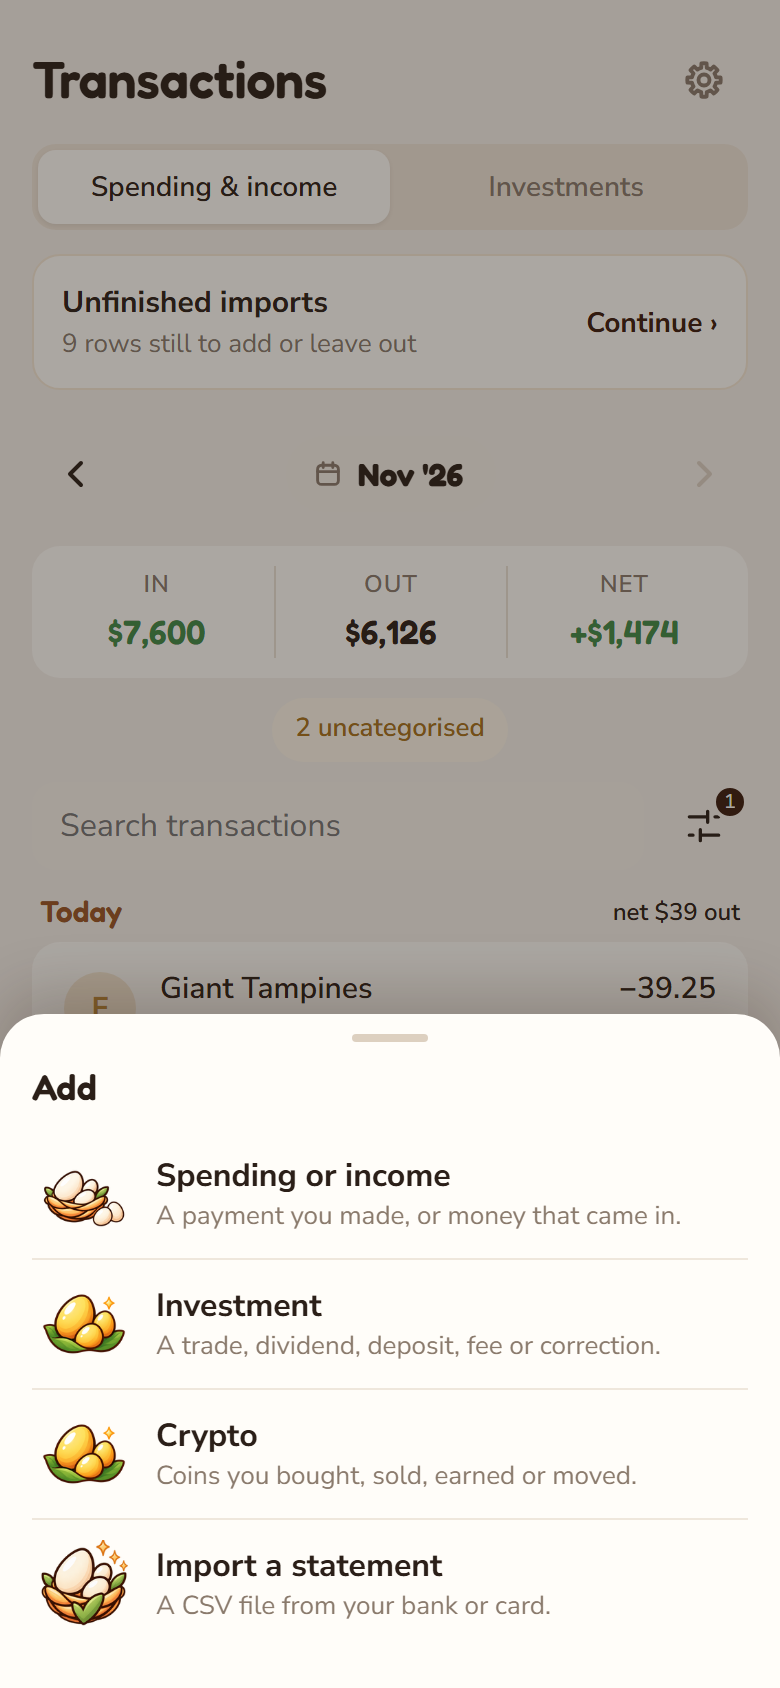 Transactions
Spending & income
Investments
Unfinished imports
9 rows still to add or leave out
Continue ›
Nov '26
IN
OUT
NET
$7,600
$6,126
+$1,474
2 uncategorised
Search transactions
1
Today
net $39 out
Giant Tampines
−39.25
Add
Spending or income
A payment you made, or money that came in.
Investment
A trade, dividend, deposit, fee or correction.
Crypto
Coins you bought, sold, earned or moved.
Import a statement
A CSV file from your bank or card.